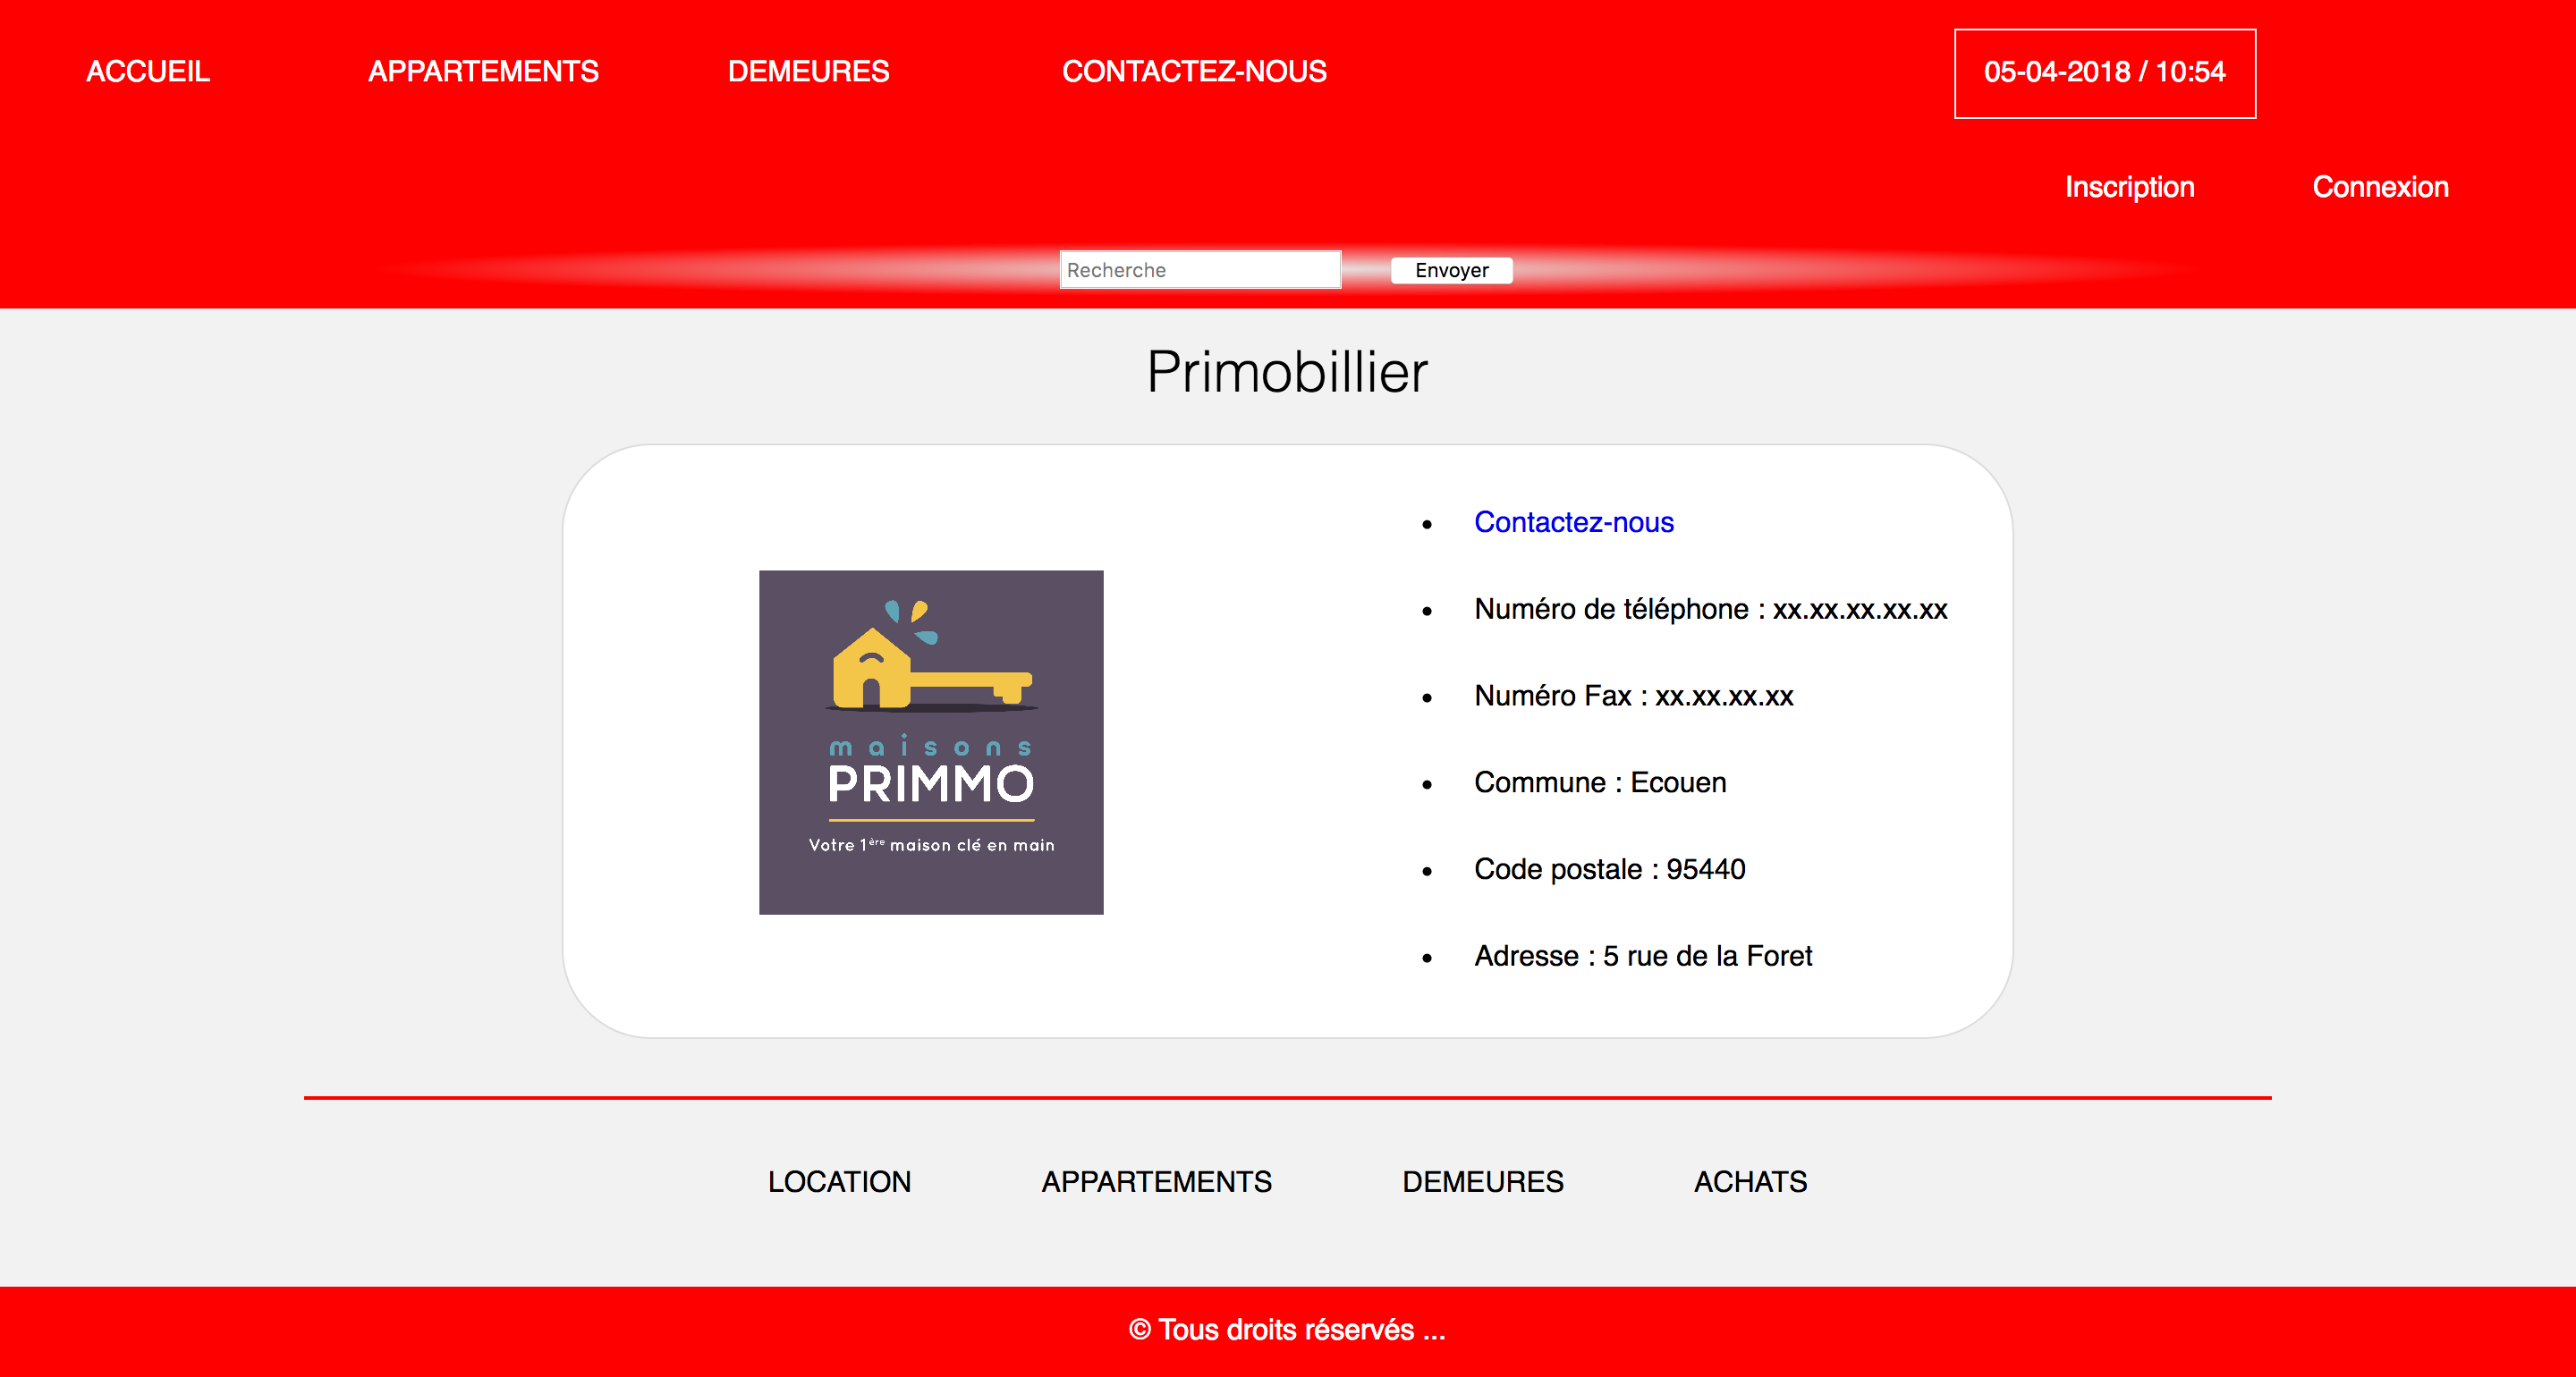 ACCUEIL APPARTEMENTS DEMEURES CONTACTEZ-NOUS 05-04-2018 / 10:54
Inscription Connexion
Recherche Envoyer
Primobillier
maisons
PRIMMO
Votre 1ère maison clé en main
Contactez-nous
Numéro de téléphone : xx.xx.xx.xx.xx
Numéro Fax : xx.xx.xx.xx
Commune : Ecouen
Code postale : 95440
Adresse : 5 rue de la Foret
LOCATION APPARTEMENTS DEMEURES ACHATS
© Tous droits réservés ...